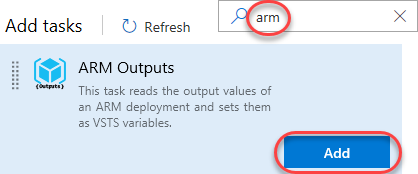 Add tasks
Refresh
arm
ARM Outputs
{Outputs}
This task reads the output values of
an ARM deployment and sets them
as VSTS variables.
Add